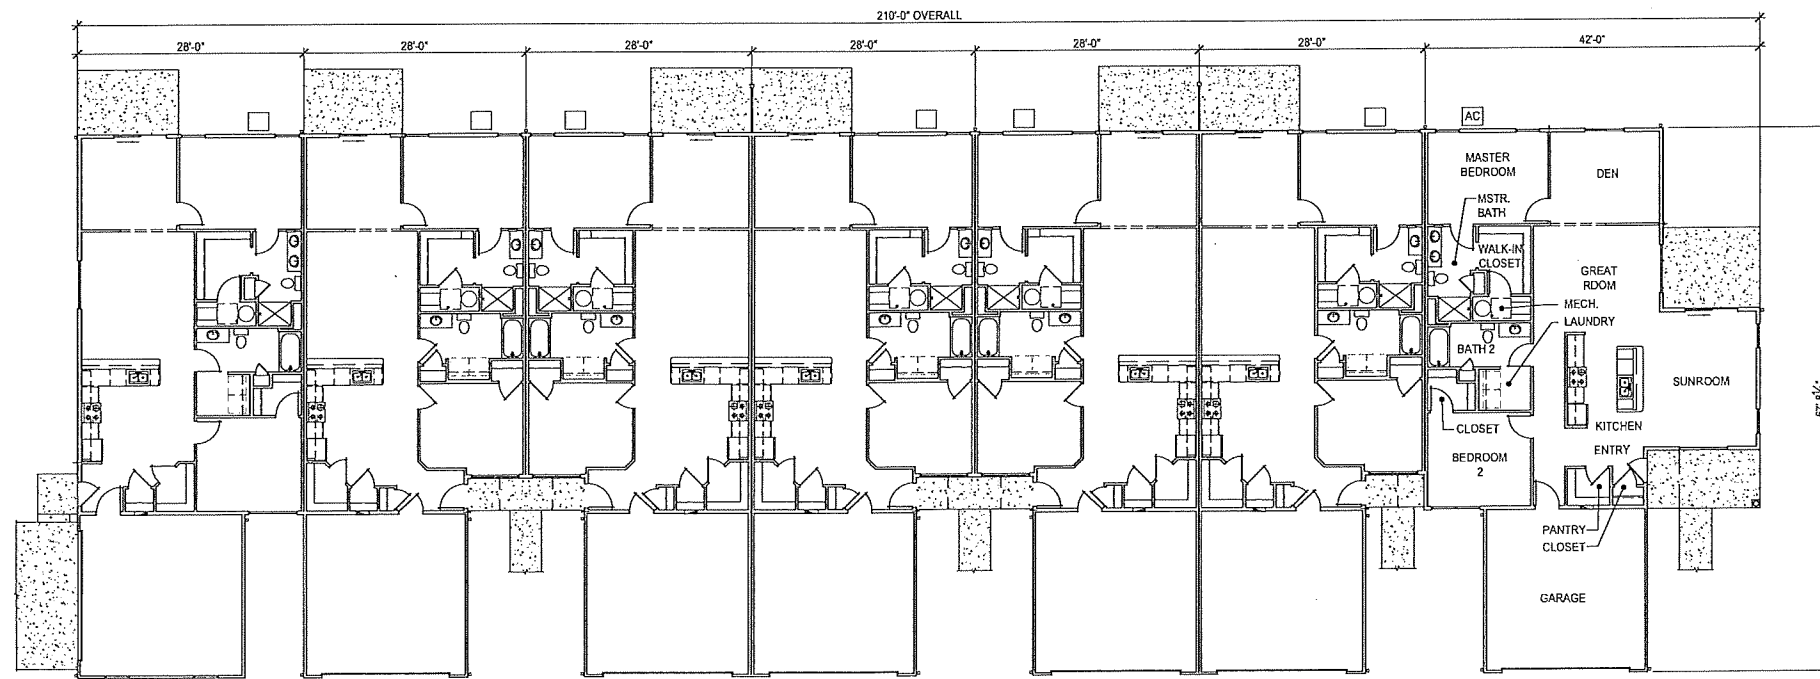 210'-0" OVERALL
28'-0"
28'-0"
28'-0"
28'-0"
28'-0"
28'-0"
42'-0"
AC
MASTER
BEDROOM
DEN
MSTR.
BATH
WALK-IN
CLOSET
GREAT
ROOM
MECH.
LAUNDRY
BATH 2
SUNROOM
CLOSET
KITCHEN
ENTRY
BEDROOM
2
PANTRY
CLOSET
GARAGE